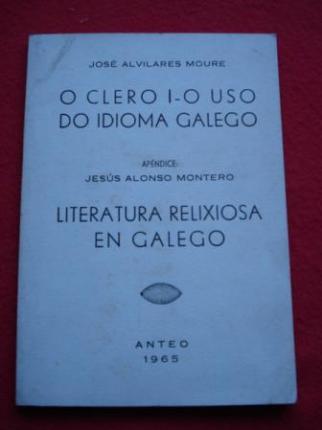 JOSÉ ALVILARES MOURE
O CLERO I-O USO
DO IDIOMA GALEGO
APÉNDICE:
JESÚS ALONSO MONTERO
LITERATURA RELIXIOSA
EN GALEGO
ANTEO
1965